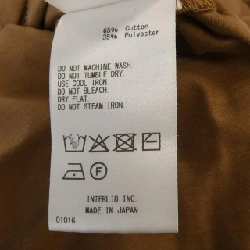 65% Cotton
35% Polyester
DO NOT MACHINE WASH.
DO NOT TUMBLE DRY.
USE COOL IRON.
DO NOT BLEACH.
DRY FLAT.
DO NOT STEAM IRON.
INTERLIB INC.
01016 MADE IN JAPAN